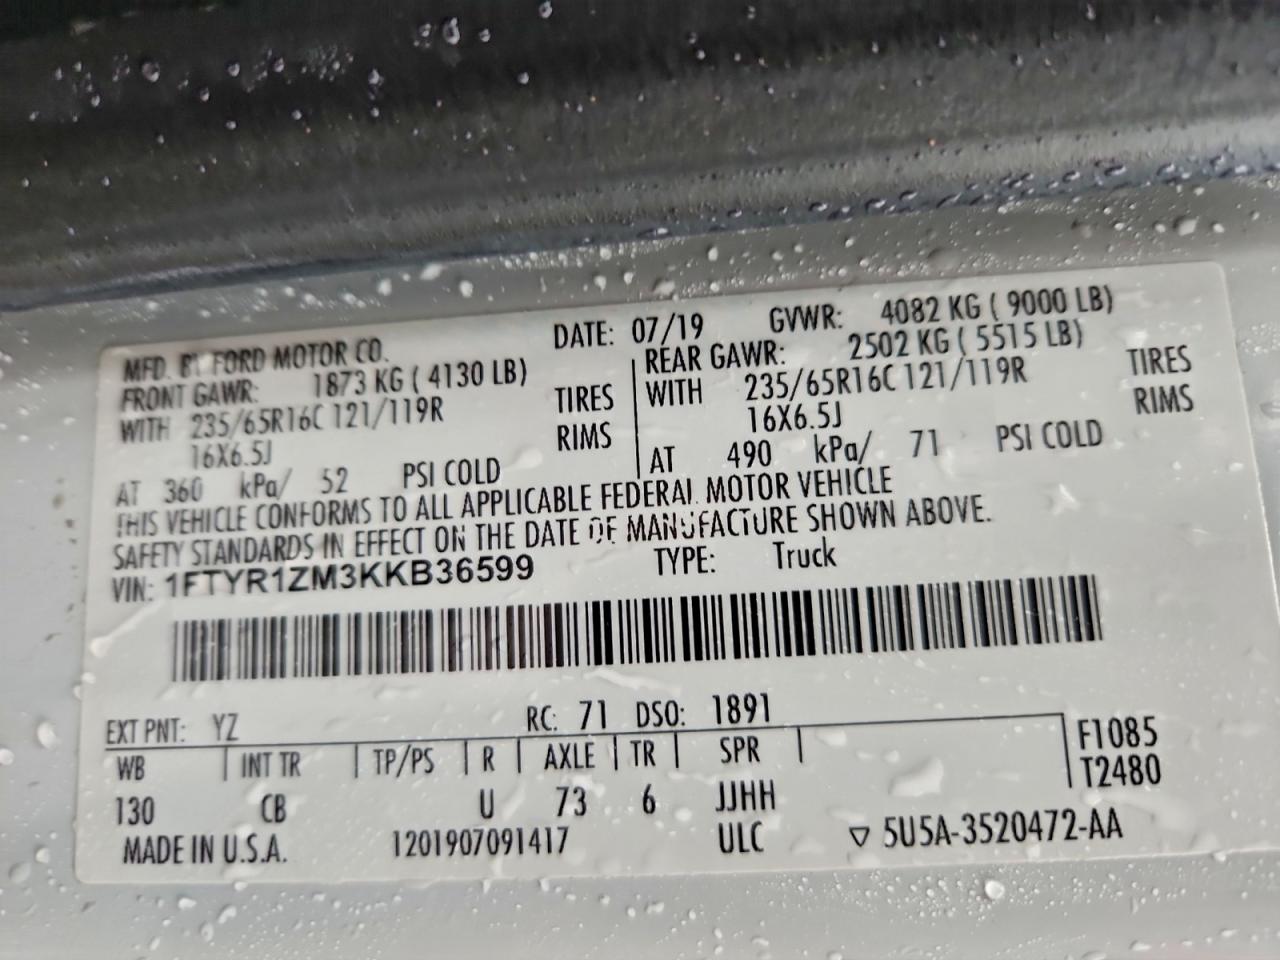 MFD. BY FORD MOTOR CO. DATE: 07/19 GVWR: 4082 KG ( 9000 LB)
FRONT GAWR: 1873 KG ( 4130 LB) REAR GAWR: 2502 KG ( 5515 LB)
WITH 235/65R16C 121/119R TIRES WITH 235/65R16C 121/119R TIRES
16X6.5J RIMS 16X6.5J RIMS
AT 360 kPa/ 52 PSI COLD AT 490 kPa/ 71 PSI COLD
THIS VEHICLE CONFORMS TO ALL APPLICABLE FEDERAL MOTOR VEHICLE
SAFETY STANDARDS IN EFFECT ON THE DATE OF MANUFACTURE SHOWN ABOVE.
VIN: 1FTYR1ZM3KKB36599 TYPE: Truck
EXT PNT: YZ RC: 71 DSO: 1891
WB INT TR TP/PS R AXLE TR SPR F1085
T2480
130 CB U 73 6 JJHH
MADE IN U.S.A. 1201907091417 ULC ▽ 5U5A-3520472-AA